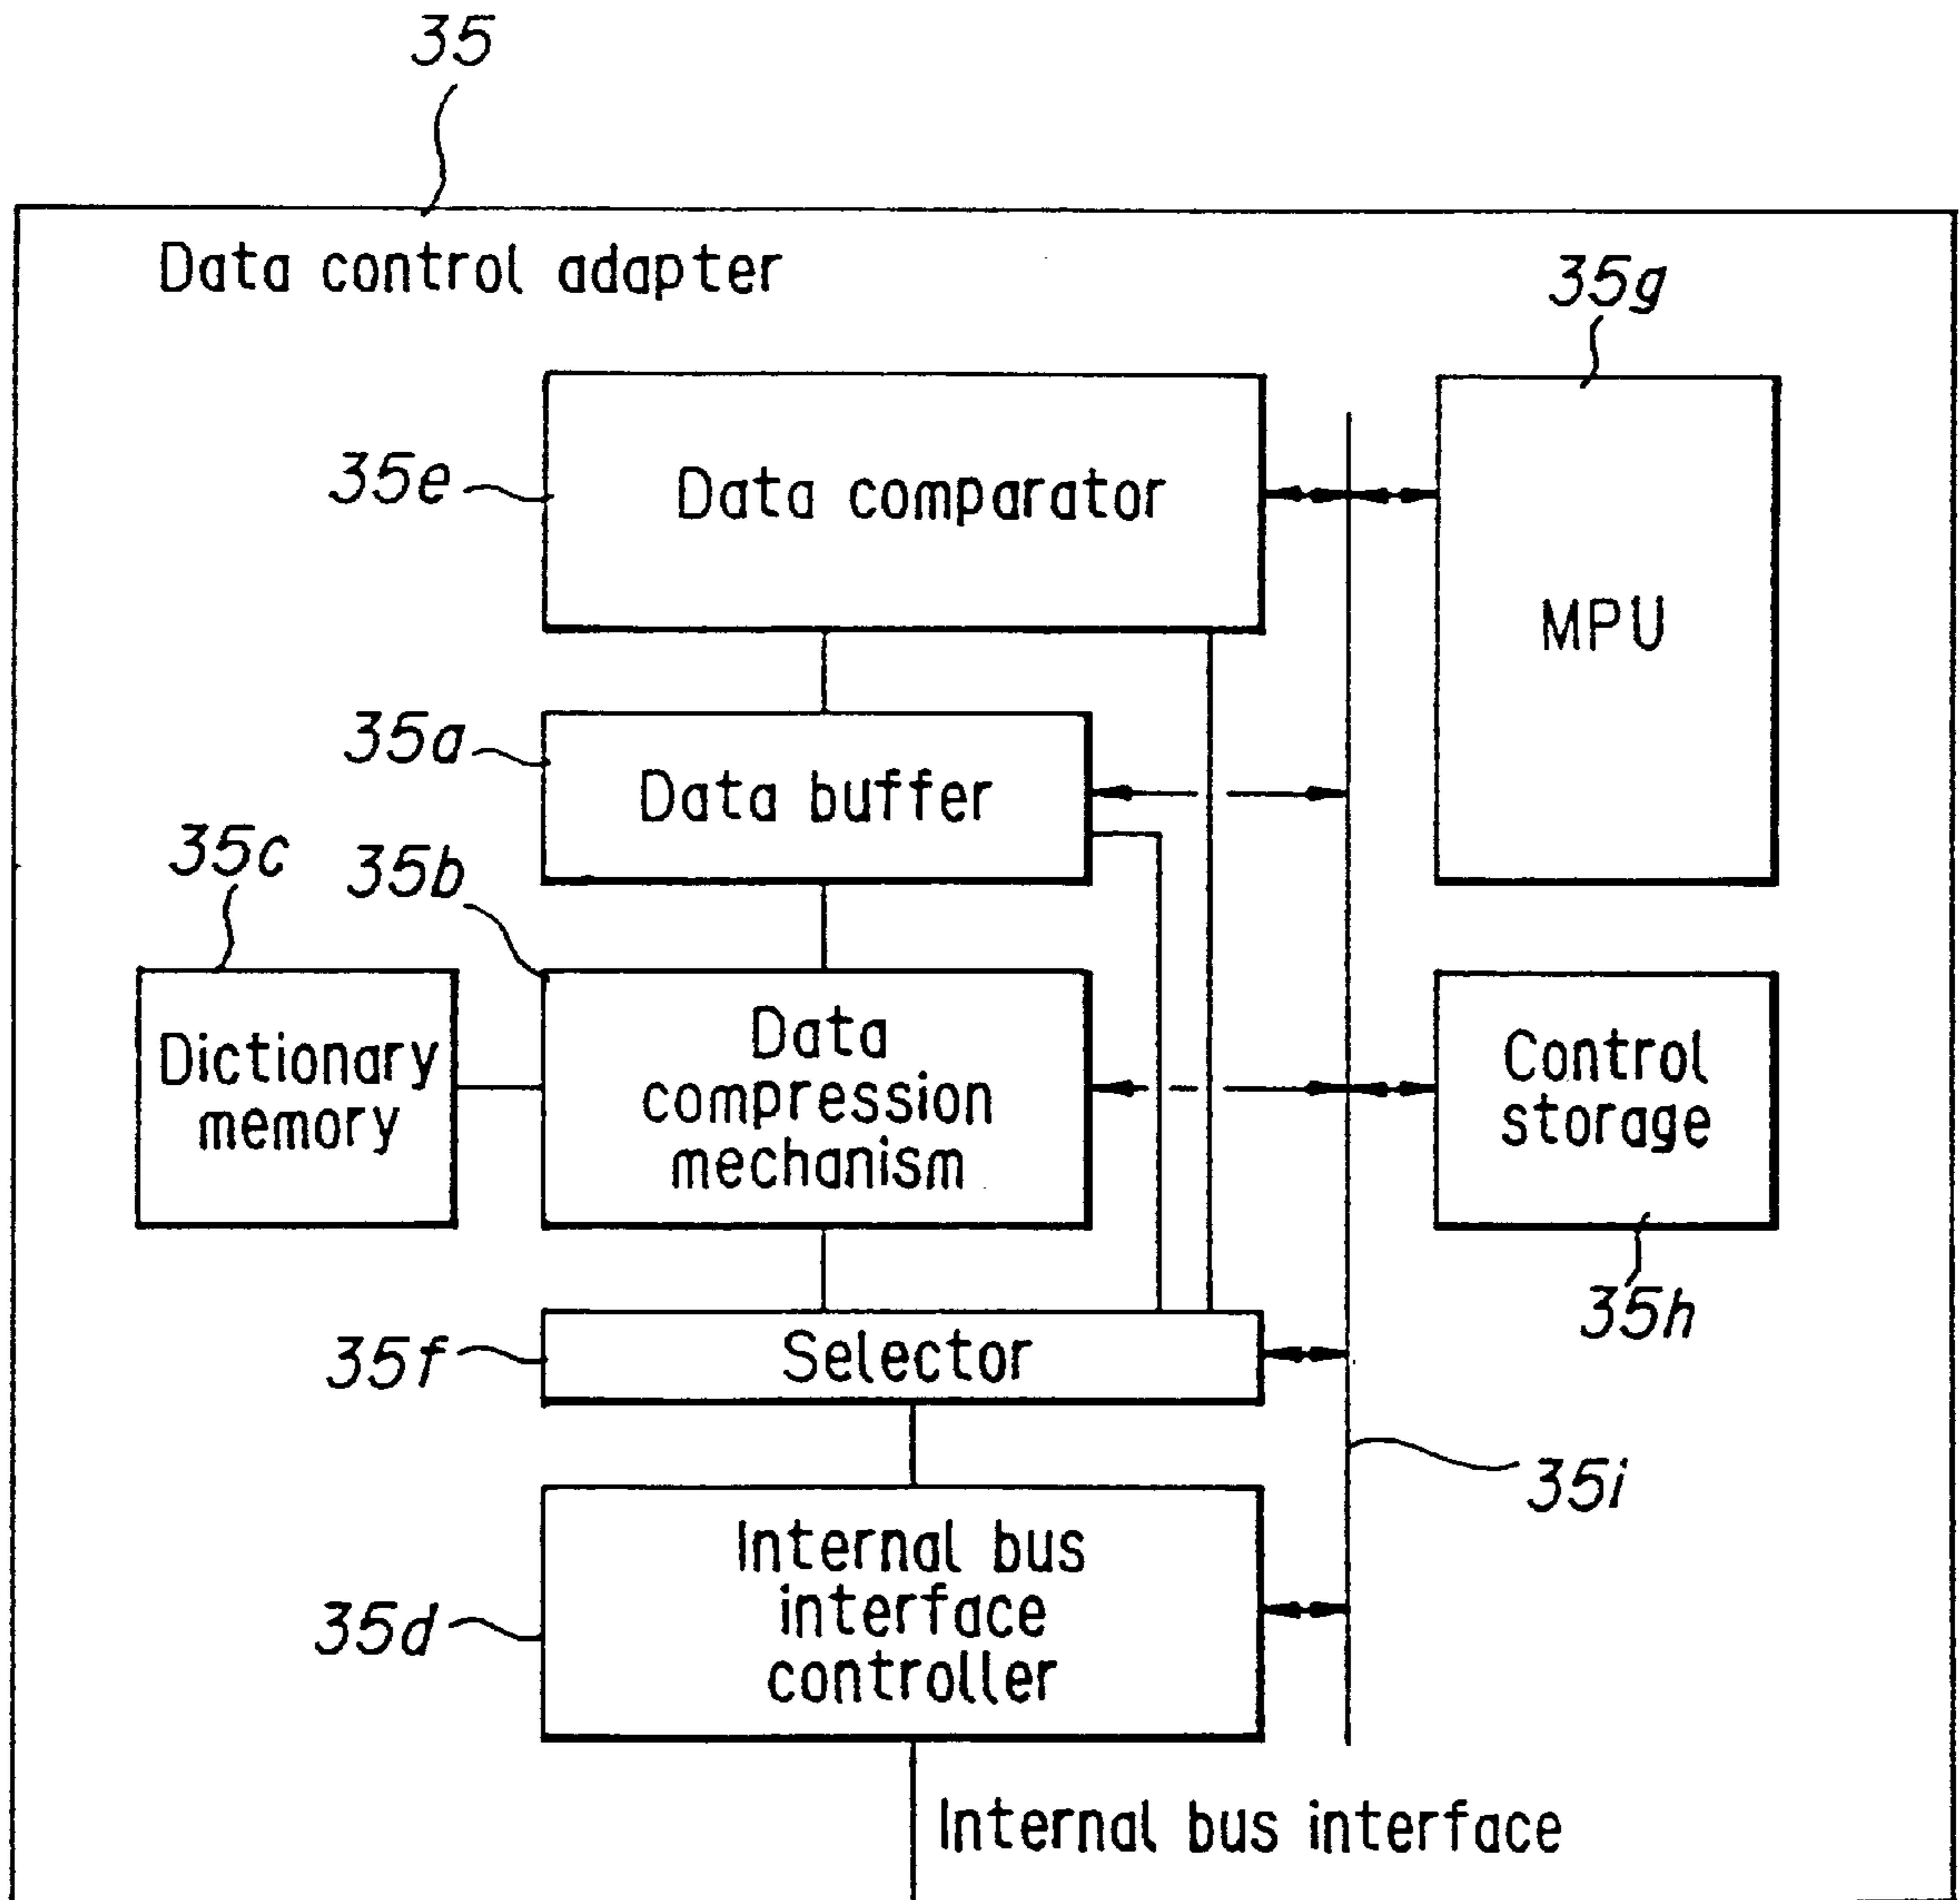 35
Data control adapter
35g
35e
Data comparator
MPU
35a
Data buffer
35c
35b
Dictionary
memory
Data
compression
mechanism
Control
storage
35h
35f
Selector
35i
Internal bus
interface
controller
35d
Internal bus interface